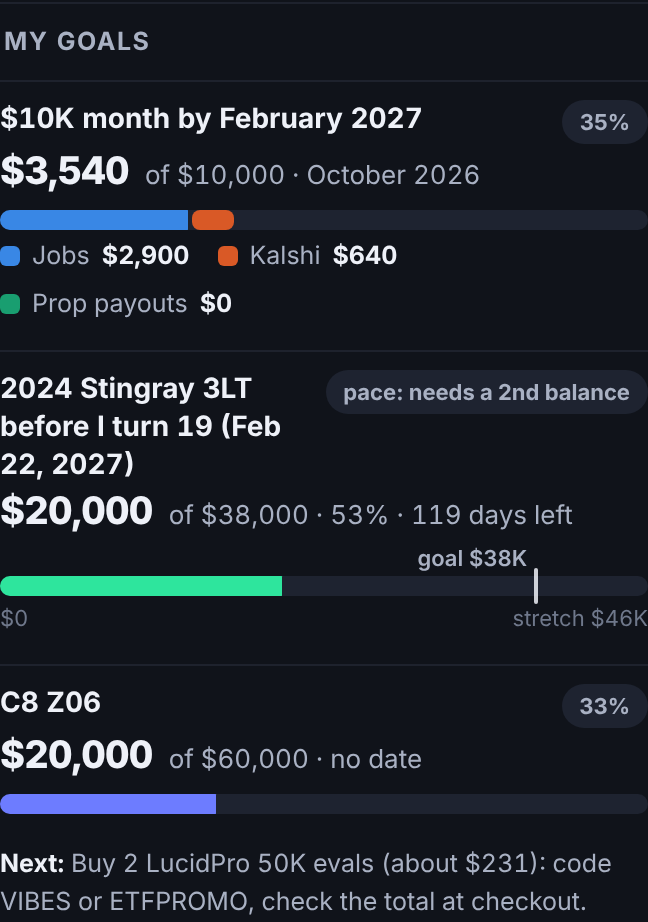 MY GOALS
$10K month by February 2027
35%
$3,540 of $10,000 · October 2026
Jobs $2,900 Kalshi $640
Prop payouts $0
2024 Stingray 3LT
before I turn 19 (Feb
22, 2027)
pace: needs a 2nd balance
$20,000 of $38,000 · 53% · 119 days left
goal $38K
$0 stretch $46K
C8 Z06
33%
$20,000 of $60,000 · no date
Next: Buy 2 LucidPro 50K evals (about $231): code
VIBES or ETFPROMO, check the total at checkout.